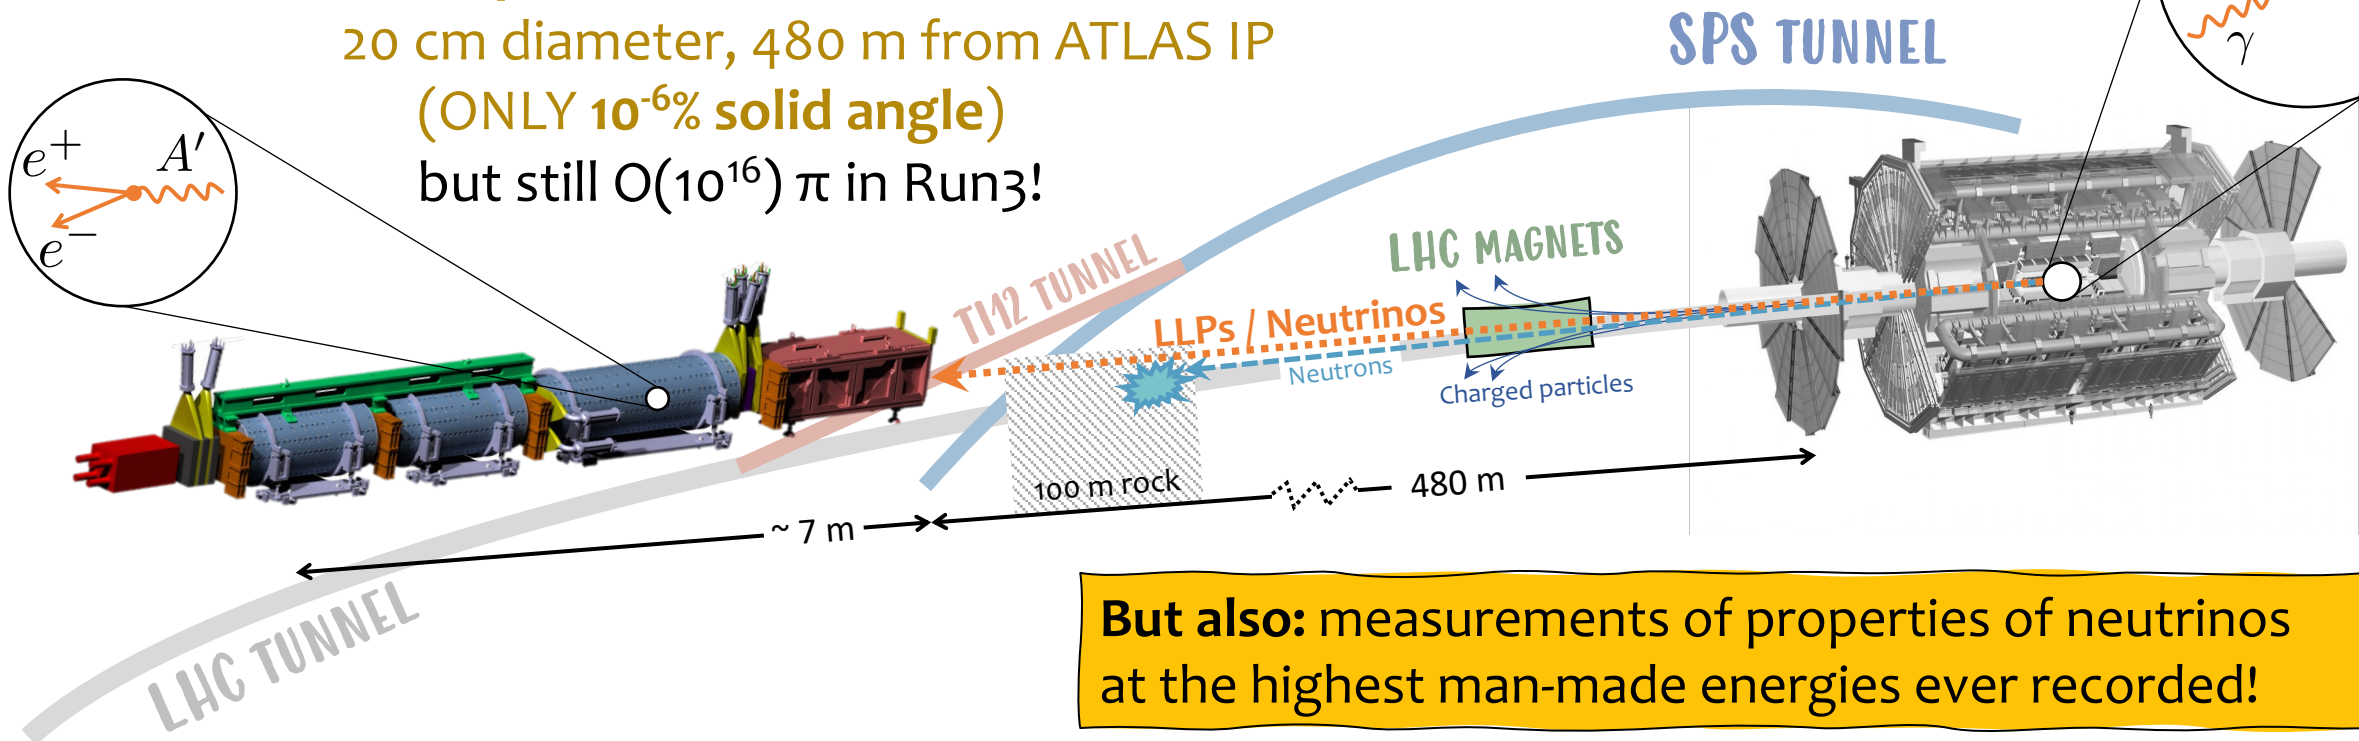 20 cm diameter, 480 m from ATLAS IP
(ONLY 10⁻⁶% solid angle)
but still O(10¹⁶) π in Run3!
SPS TUNNEL
γ
e⁺ A′
e⁻
TI12 TUNNEL
LHC MAGNETS
LLPs / Neutrinos
Neutrons
Charged particles
100 m rock
480 m
~ 7 m
LHC TUNNEL
But also: measurements of properties of neutrinos
at the highest man-made energies ever recorded!